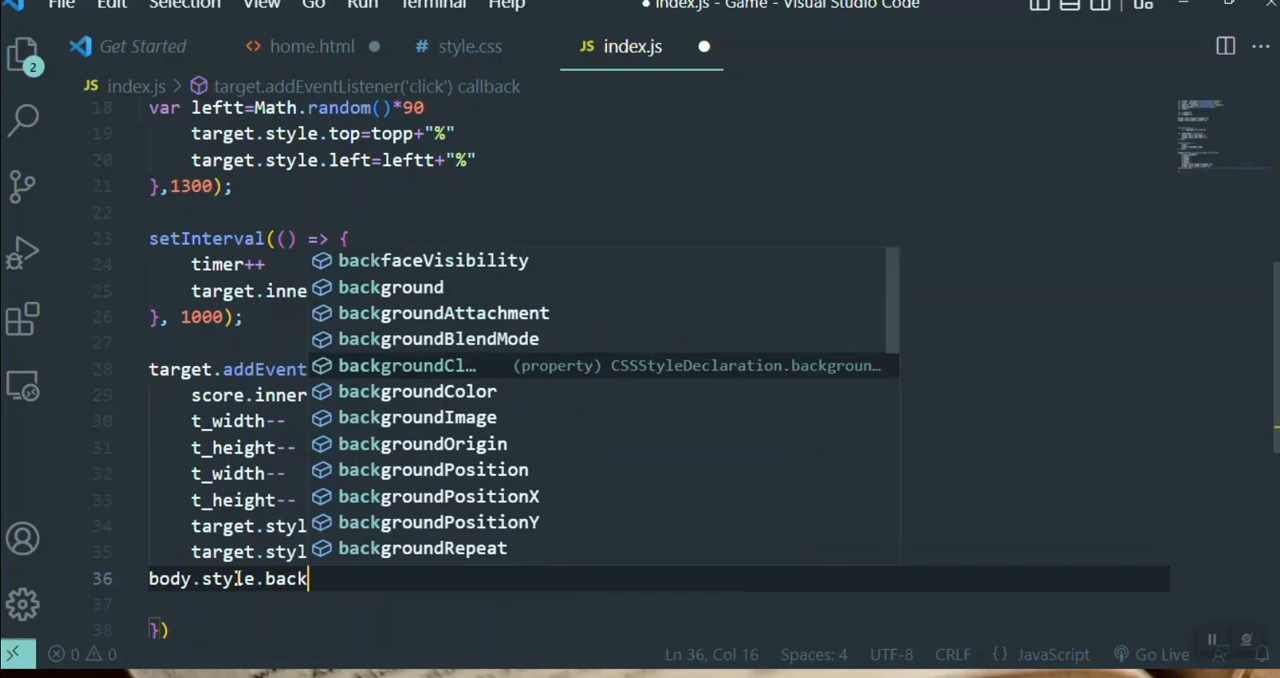 File Edit Selection View Go Run Terminal Help ● index.js - Game - Visual Studio Code
Get Started <> home.html ● # style.css JS index.js ●
JS index.js > target.addEventListener('click') callback
18 var leftt=Math.random()*90
19 target.style.top=topp+"%"
20 target.style.left=leftt+"%"
21 },1300);
22
23 setInterval(() => {
24 timer++
25 target.inne
26 }, 1000);
27
28 target.addEvent
29 score.inner
30 t_width--
31 t_height--
32 t_width--
33 t_height--
34 target.styl
35 target.styl
36 body.style.back
37
38 })
backfaceVisibility
background
backgroundAttachment
backgroundBlendMode
backgroundCl… (property) CSSStyleDeclaration.backgroun…
backgroundColor
backgroundImage
backgroundOrigin
backgroundPosition
backgroundPositionX
backgroundPositionY
backgroundRepeat
2
0 0 Ln 36, Col 16 Spaces: 4 UTF-8 CRLF {} JavaScript Go Live